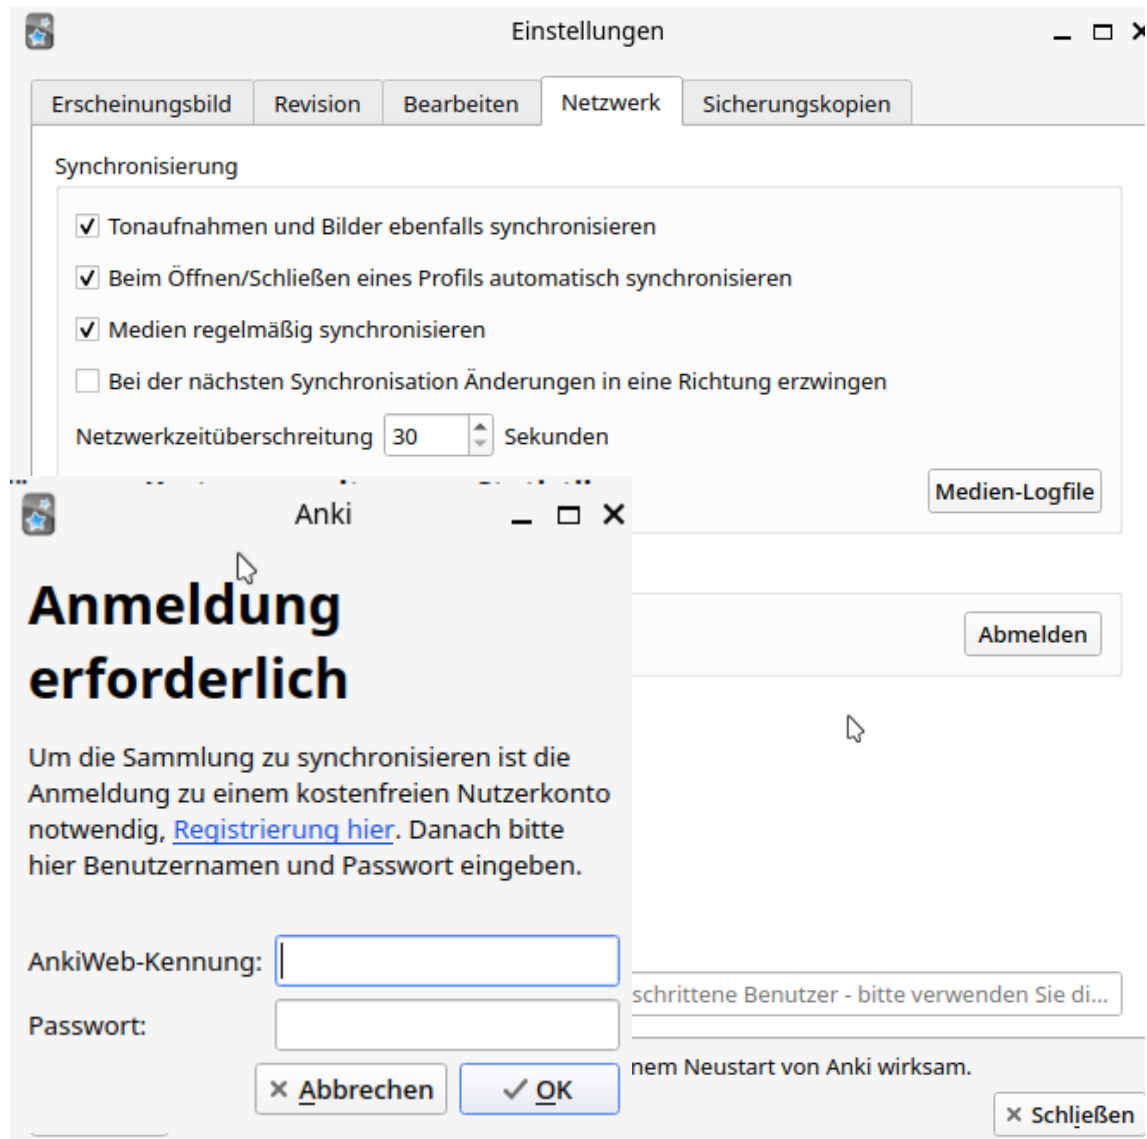 Einstellungen
Erscheinungsbild Revision Bearbeiten Netzwerk Sicherungskopien
Synchronisierung
Tonaufnahmen und Bilder ebenfalls synchronisieren
Beim Öffnen/Schließen eines Profils automatisch synchronisieren
Medien regelmäßig synchronisieren
Bei der nächsten Synchronisation Änderungen in eine Richtung erzwingen
Netzwerkzeitüberschreitung 30 Sekunden
Medien-Logfile
Abmelden
schrittene Benutzer - bitte verwenden Sie di...
nem Neustart von Anki wirksam.
Schließen
Anki
Anmeldung
erforderlich
Um die Sammlung zu synchronisieren ist die
Anmeldung zu einem kostenfreien Nutzerkonto
notwendig, Registrierung hier. Danach bitte
hier Benutzernamen und Passwort eingeben.
AnkiWeb-Kennung:
Passwort:
Abbrechen OK